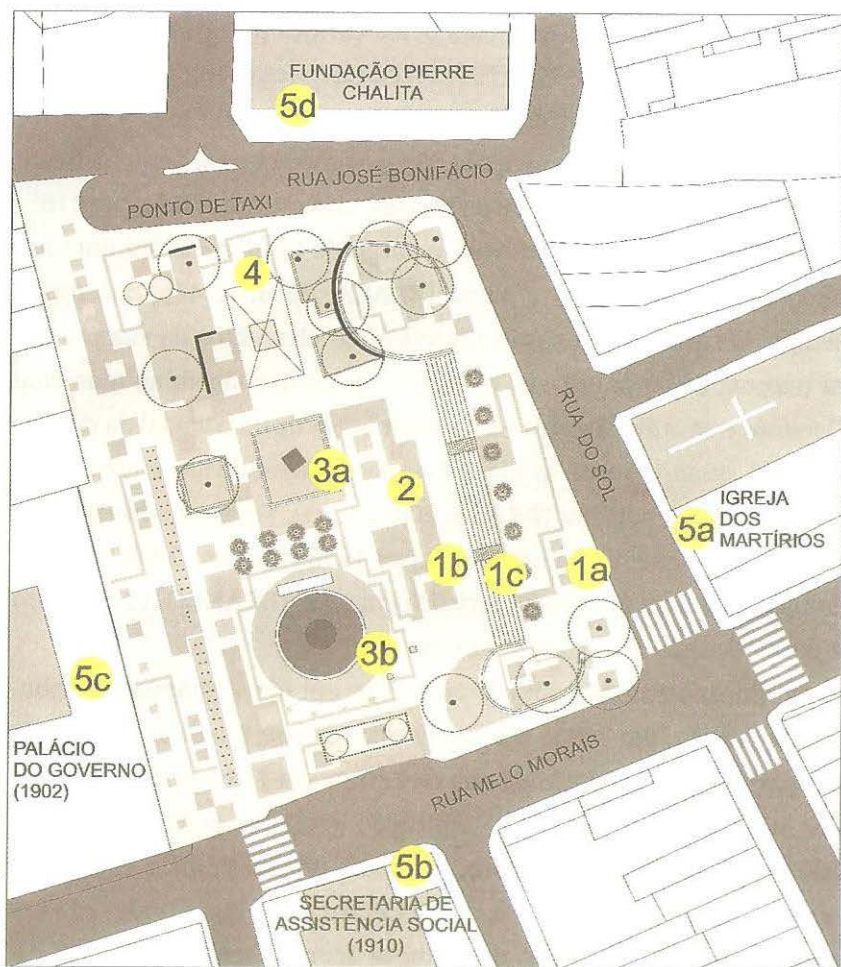 FUNDAÇÃO PIERRE
CHALITA
5d
RUA JOSÉ BONIFÁCIO
PONTO DE TAXI
4
RUA DO SOL
3a
2
5a
IGREJA
DOS
MARTÍRIOS
1b
1c
1a
3b
5c
PALÁCIO
DO GOVERNO
(1902)
RUA MELO MORAIS
5b
SECRETARIA DE
ASSISTÊNCIA SOCIAL
(1910)